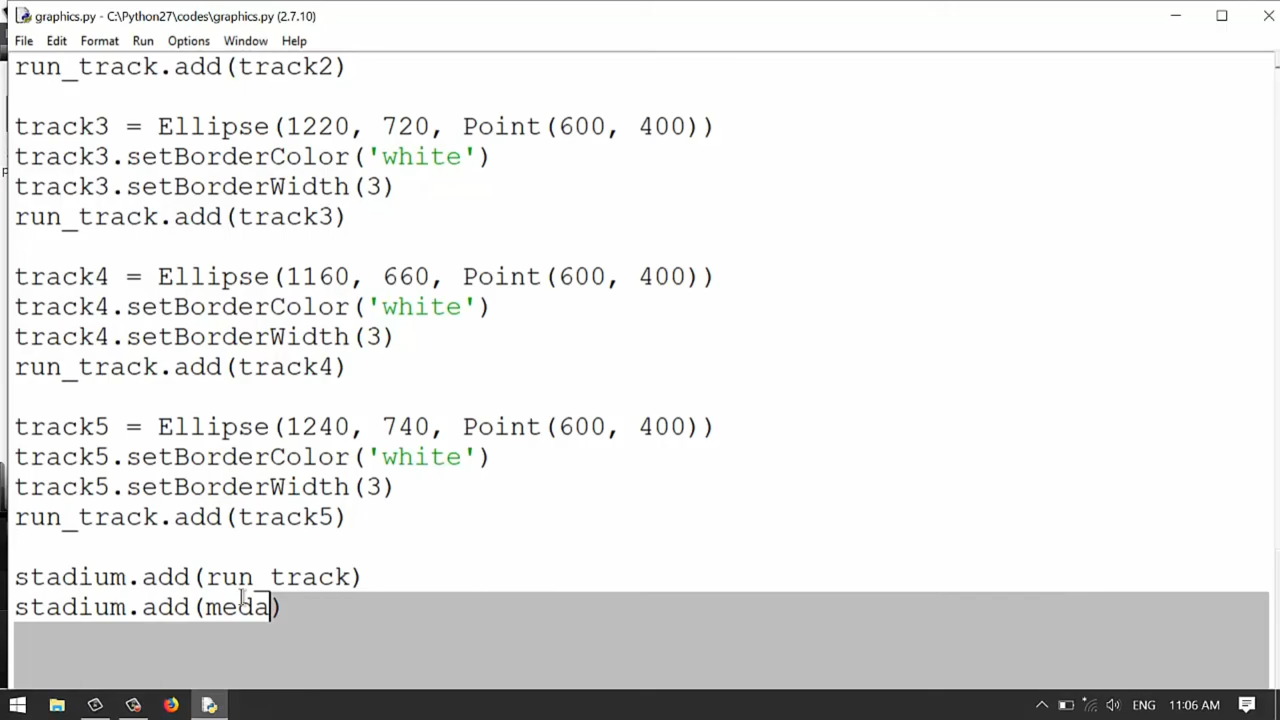 graphics.py - C:\Python27\codes\graphics.py (2.7.10)
File Edit Format Run Options Window Help
run_track.add(track2)
track3 = Ellipse(1220, 720, Point(600, 400))
track3.setBorderColor('white')
track3.setBorderWidth(3)
run_track.add(track3)
track4 = Ellipse(1160, 660, Point(600, 400))
track4.setBorderColor('white')
track4.setBorderWidth(3)
run_track.add(track4)
track5 = Ellipse(1240, 740, Point(600, 400))
track5.setBorderColor('white')
track5.setBorderWidth(3)
run_track.add(track5)
stadium.add(run_track)
stadium.add(meda)
ENG 11:06 AM